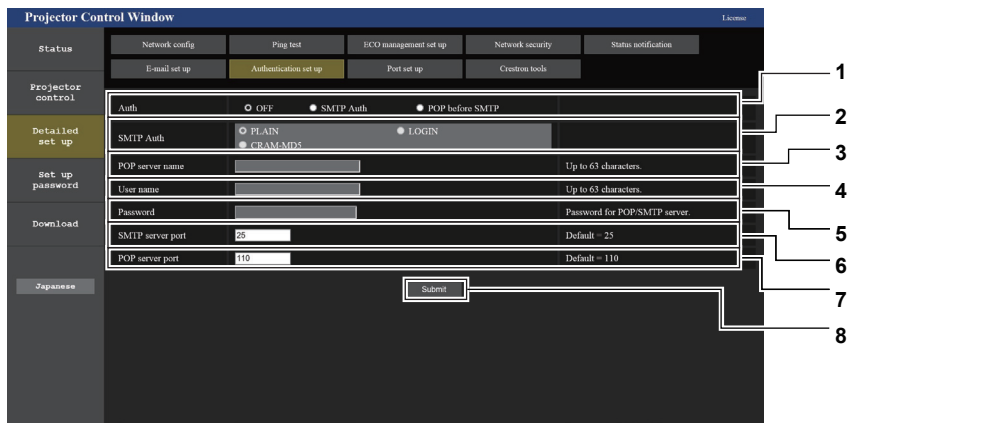 Projector Control Window License
Status
Network config Ping test ECO management set up Network security Status notification
E-mail set up Authentication set up Port set up Crestron tools
Projector control
Detailed set up
Set up password
Download
Japanese
Auth OFF SMTP Auth POP before SMTP
SMTP Auth PLAIN LOGIN
CRAM-MD5
POP server name Up to 63 characters.
User name Up to 63 characters.
Password Password for POP/SMTP server.
SMTP server port 25 Default = 25
POP server port 110 Default = 110
Submit
1
2
3
4
5
6
7
8